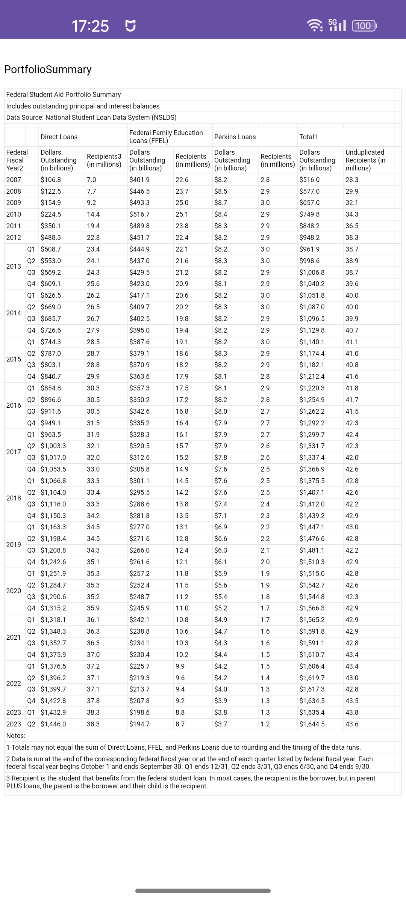 17:25
5G
100
PortfolioSummary
Federal Student Aid Portfolio Summary
Includes outstanding principal and interest balances
Data Source: National Student Loan Data System (NSLDS)
Direct Loans Federal Family Education Loans (FFEL) Perkins Loans Total1
Federal Fiscal Year2 Dollars Outstanding (in billions) Recipients3 (in millions) Dollars Outstanding (in billions) Recipients (in millions) Dollars Outstanding (in billions) Recipients (in millions) Dollars Outstanding (in billions) Unduplicated Recipients (in millions)
2007 $106.8 7.0 $401.9 22.6 $8.2 2.8 $516.0 28.3
2008 $122.5 7.7 $446.5 23.7 $8.5 2.9 $577.0 29.9
2009 $154.9 9.2 $493.3 25.0 $8.7 3.0 $657.0 32.1
2010 $224.5 14.4 $516.7 25.1 $8.4 2.9 $749.8 34.3
2011 $350.1 19.4 $489.8 23.8 $8.3 2.9 $848.2 36.5
2012 $488.3 22.8 $451.7 22.4 $8.2 2.9 $948.2 38.3
2013 Q1 $508.7 23.4 $444.9 22.1 $8.2 3.0 $961.9 38.7
Q2 $553.0 24.1 $437.0 21.6 $8.2 3.0 $998.6 38.9
Q3 $569.2 24.3 $429.5 21.2 $8.2 3.0 $1,006.8 38.7
Q4 $609.1 25.6 $423.0 20.9 $8.1 2.9 $1,040.2 39.6
2014 Q1 $626.5 26.2 $417.1 20.6 $8.2 3.0 $1,051.8 40.0
Q2 $669.0 26.5 $409.7 20.2 $8.3 3.0 $1,087.0 40.0
Q3 $685.7 26.7 $402.5 19.8 $8.2 2.9 $1,096.5 39.9
Q4 $726.6 27.9 $395.0 19.4 $8.2 2.9 $1,129.8 40.7
2015 Q1 $744.3 28.5 $387.6 19.1 $8.2 3.0 $1,140.1 41.1
Q2 $787.0 28.7 $379.1 18.6 $8.3 2.9 $1,174.4 41.0
Q3 $803.1 28.8 $370.9 18.2 $8.2 2.9 $1,182.1 40.8
Q4 $840.7 29.9 $363.6 17.9 $8.1 2.8 $1,212.4 41.6
2016 Q1 $854.8 30.3 $357.3 17.5 $8.1 2.9 $1,220.3 41.8
Q2 $896.6 30.5 $350.2 17.2 $8.2 2.8 $1,254.9 41.7
Q3 $911.6 30.5 $342.6 16.8 $8.0 2.7 $1,262.2 41.5
Q4 $949.1 31.5 $335.2 16.4 $7.9 2.7 $1,292.2 42.3
2017 Q1 $963.5 31.9 $328.3 16.1 $7.9 2.7 $1,299.7 42.4
Q2 $1,003.3 32.1 $320.5 15.7 $7.9 2.6 $1,331.7 42.3
Q3 $1,017.0 32.0 $312.6 15.2 $7.8 2.6 $1,337.4 42.0
Q4 $1,053.5 33.0 $305.8 14.9 $7.6 2.5 $1,366.9 42.6
2018 Q1 $1,066.8 33.3 $301.1 14.5 $7.6 2.5 $1,375.5 42.8
Q2 $1,104.0 33.4 $295.5 14.2 $7.6 2.5 $1,407.1 42.6
Q3 $1,116.0 33.3 $288.6 13.8 $7.4 2.4 $1,412.0 42.2
Q4 $1,150.3 34.2 $281.8 13.5 $7.1 2.3 $1,439.2 42.9
2019 Q1 $1,163.3 34.5 $277.0 13.1 $6.9 2.2 $1,447.1 43.0
Q2 $1,198.4 34.5 $271.6 12.8 $6.6 2.2 $1,476.6 42.8
Q3 $1,208.8 34.3 $266.0 12.4 $6.3 2.1 $1,481.1 42.2
Q4 $1,242.6 35.1 $261.6 12.1 $6.1 2.0 $1,510.3 42.9
2020 Q1 $1,251.9 35.3 $257.2 11.8 $5.9 1.9 $1,515.0 42.8
Q2 $1,284.7 35.3 $252.4 11.5 $5.6 1.9 $1,542.7 42.6
Q3 $1,290.6 35.2 $248.7 11.2 $5.4 1.8 $1,544.8 42.3
Q4 $1,315.2 35.9 $245.9 11.0 $5.2 1.7 $1,566.3 42.9
2021 Q1 $1,318.1 36.1 $242.1 10.8 $4.9 1.7 $1,565.2 42.9
Q2 $1,348.3 36.3 $238.8 10.6 $4.7 1.6 $1,591.8 42.9
Q3 $1,352.7 36.3 $234.1 10.3 $4.3 1.6 $1,591.1 42.8
Q4 $1,375.9 37.0 $230.4 10.2 $4.4 1.5 $1,610.7 43.4
2022 Q1 $1,376.5 37.2 $225.7 9.9 $4.2 1.5 $1,606.4 43.4
Q2 $1,396.2 37.1 $219.3 9.6 $4.2 1.4 $1,619.7 43.0
Q3 $1,399.7 37.1 $213.7 9.4 $4.0 1.3 $1,617.3 42.8
Q4 $1,422.8 37.8 $207.8 9.2 $3.9 1.3 $1,634.5 43.5
2023 Q1 $1,432.9 38.3 $198.6 8.8 $3.8 1.3 $1,635.4 43.8
2023 Q2 $1,446.0 38.3 $194.7 8.7 $3.7 1.2 $1,644.5 43.6
Notes:
1 Totals may not equal the sum of Direct Loans, FFEL, and Perkins Loans due to rounding and the timing of the data runs.
2 Data is run at the end of the corresponding federal fiscal year or at the end of each quarter listed by federal fiscal year. Each
federal fiscal year begins October 1 and ends September 30. Q1 ends 12/31, Q2 ends 3/31, Q3 ends 6/30, and Q4 ends 9/30.
3 Recipient is the student that benefits from the federal student loan. In most cases, the recipient is the borrower, but in parent
PLUS loans, the parent is the borrower and their child is the recipient.